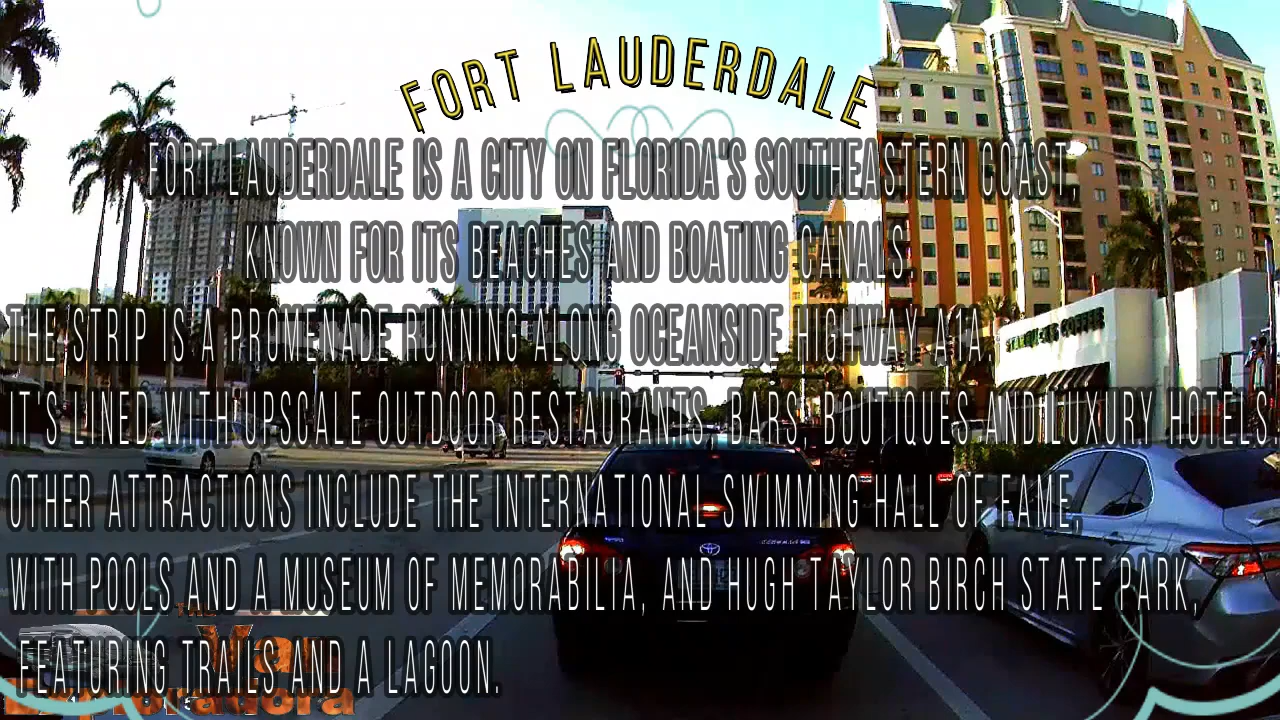 FORT LAUDERDALE
FORT LAUDERDALE IS A CITY ON FLORIDA'S SOUTHEASTERN COAST,
KNOWN FOR ITS BEACHES AND BOATING CANALS.
THE STRIP IS A PROMENADE RUNNING ALONG OCEANSIDE HIGHWAY A1A.
IT'S LINED WITH UPSCALE OUTDOOR RESTAURANTS, BARS, BOUTIQUES AND LUXURY HOTELS.
OTHER ATTRACTIONS INCLUDE THE INTERNATIONAL SWIMMING HALL OF FAME,
WITH POOLS AND A MUSEUM OF MEMORABILIA, AND HUGH TAYLOR BIRCH STATE PARK,
FEATURING TRAILS AND A LAGOON.
The
Van
Exploradora